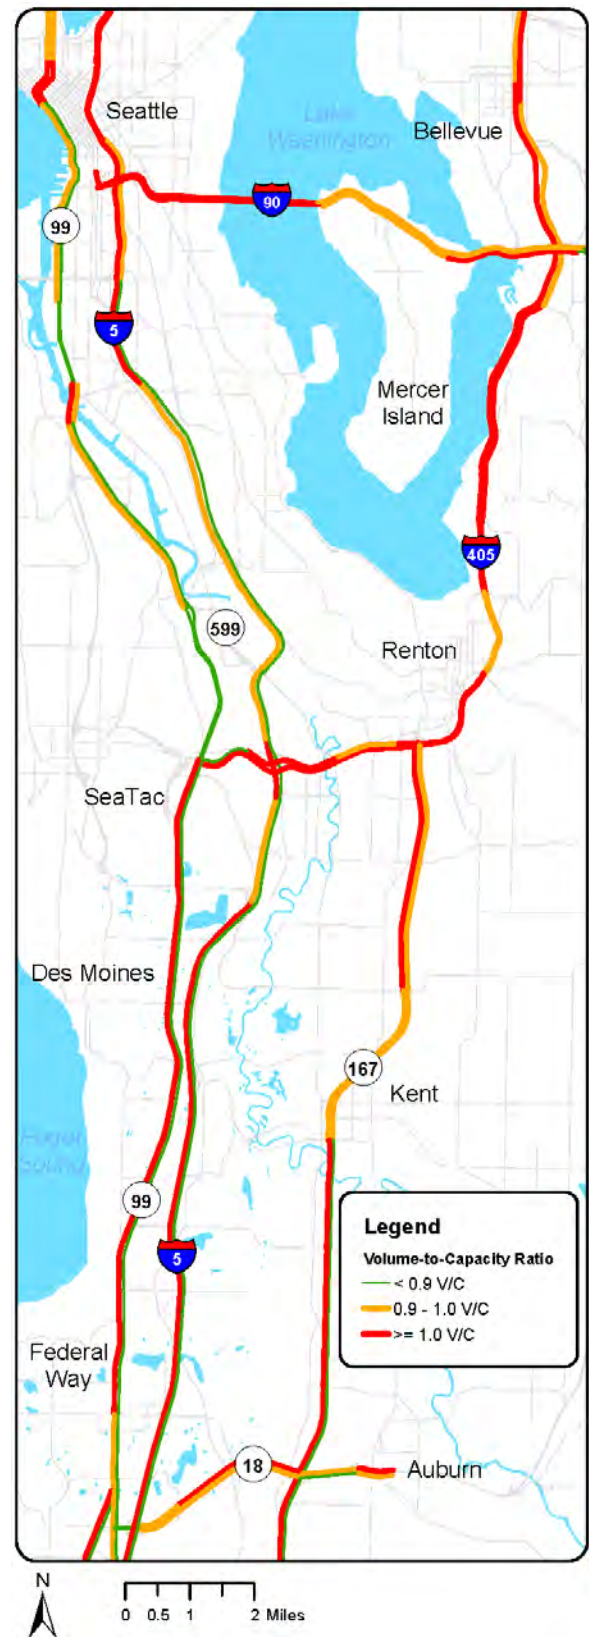 Seattle
Lake
Washington
Bellevue
90
99
5
Mercer
Island
405
599
Renton
SeaTac
Des Moines
167
Kent
Puget
Sound
99
5
Legend
Volume-to-Capacity Ratio
< 0.9 V/C
0.9 - 1.0 V/C
>= 1.0 V/C
Federal
Way
18
Auburn
N
0 0.5 1 2 Miles